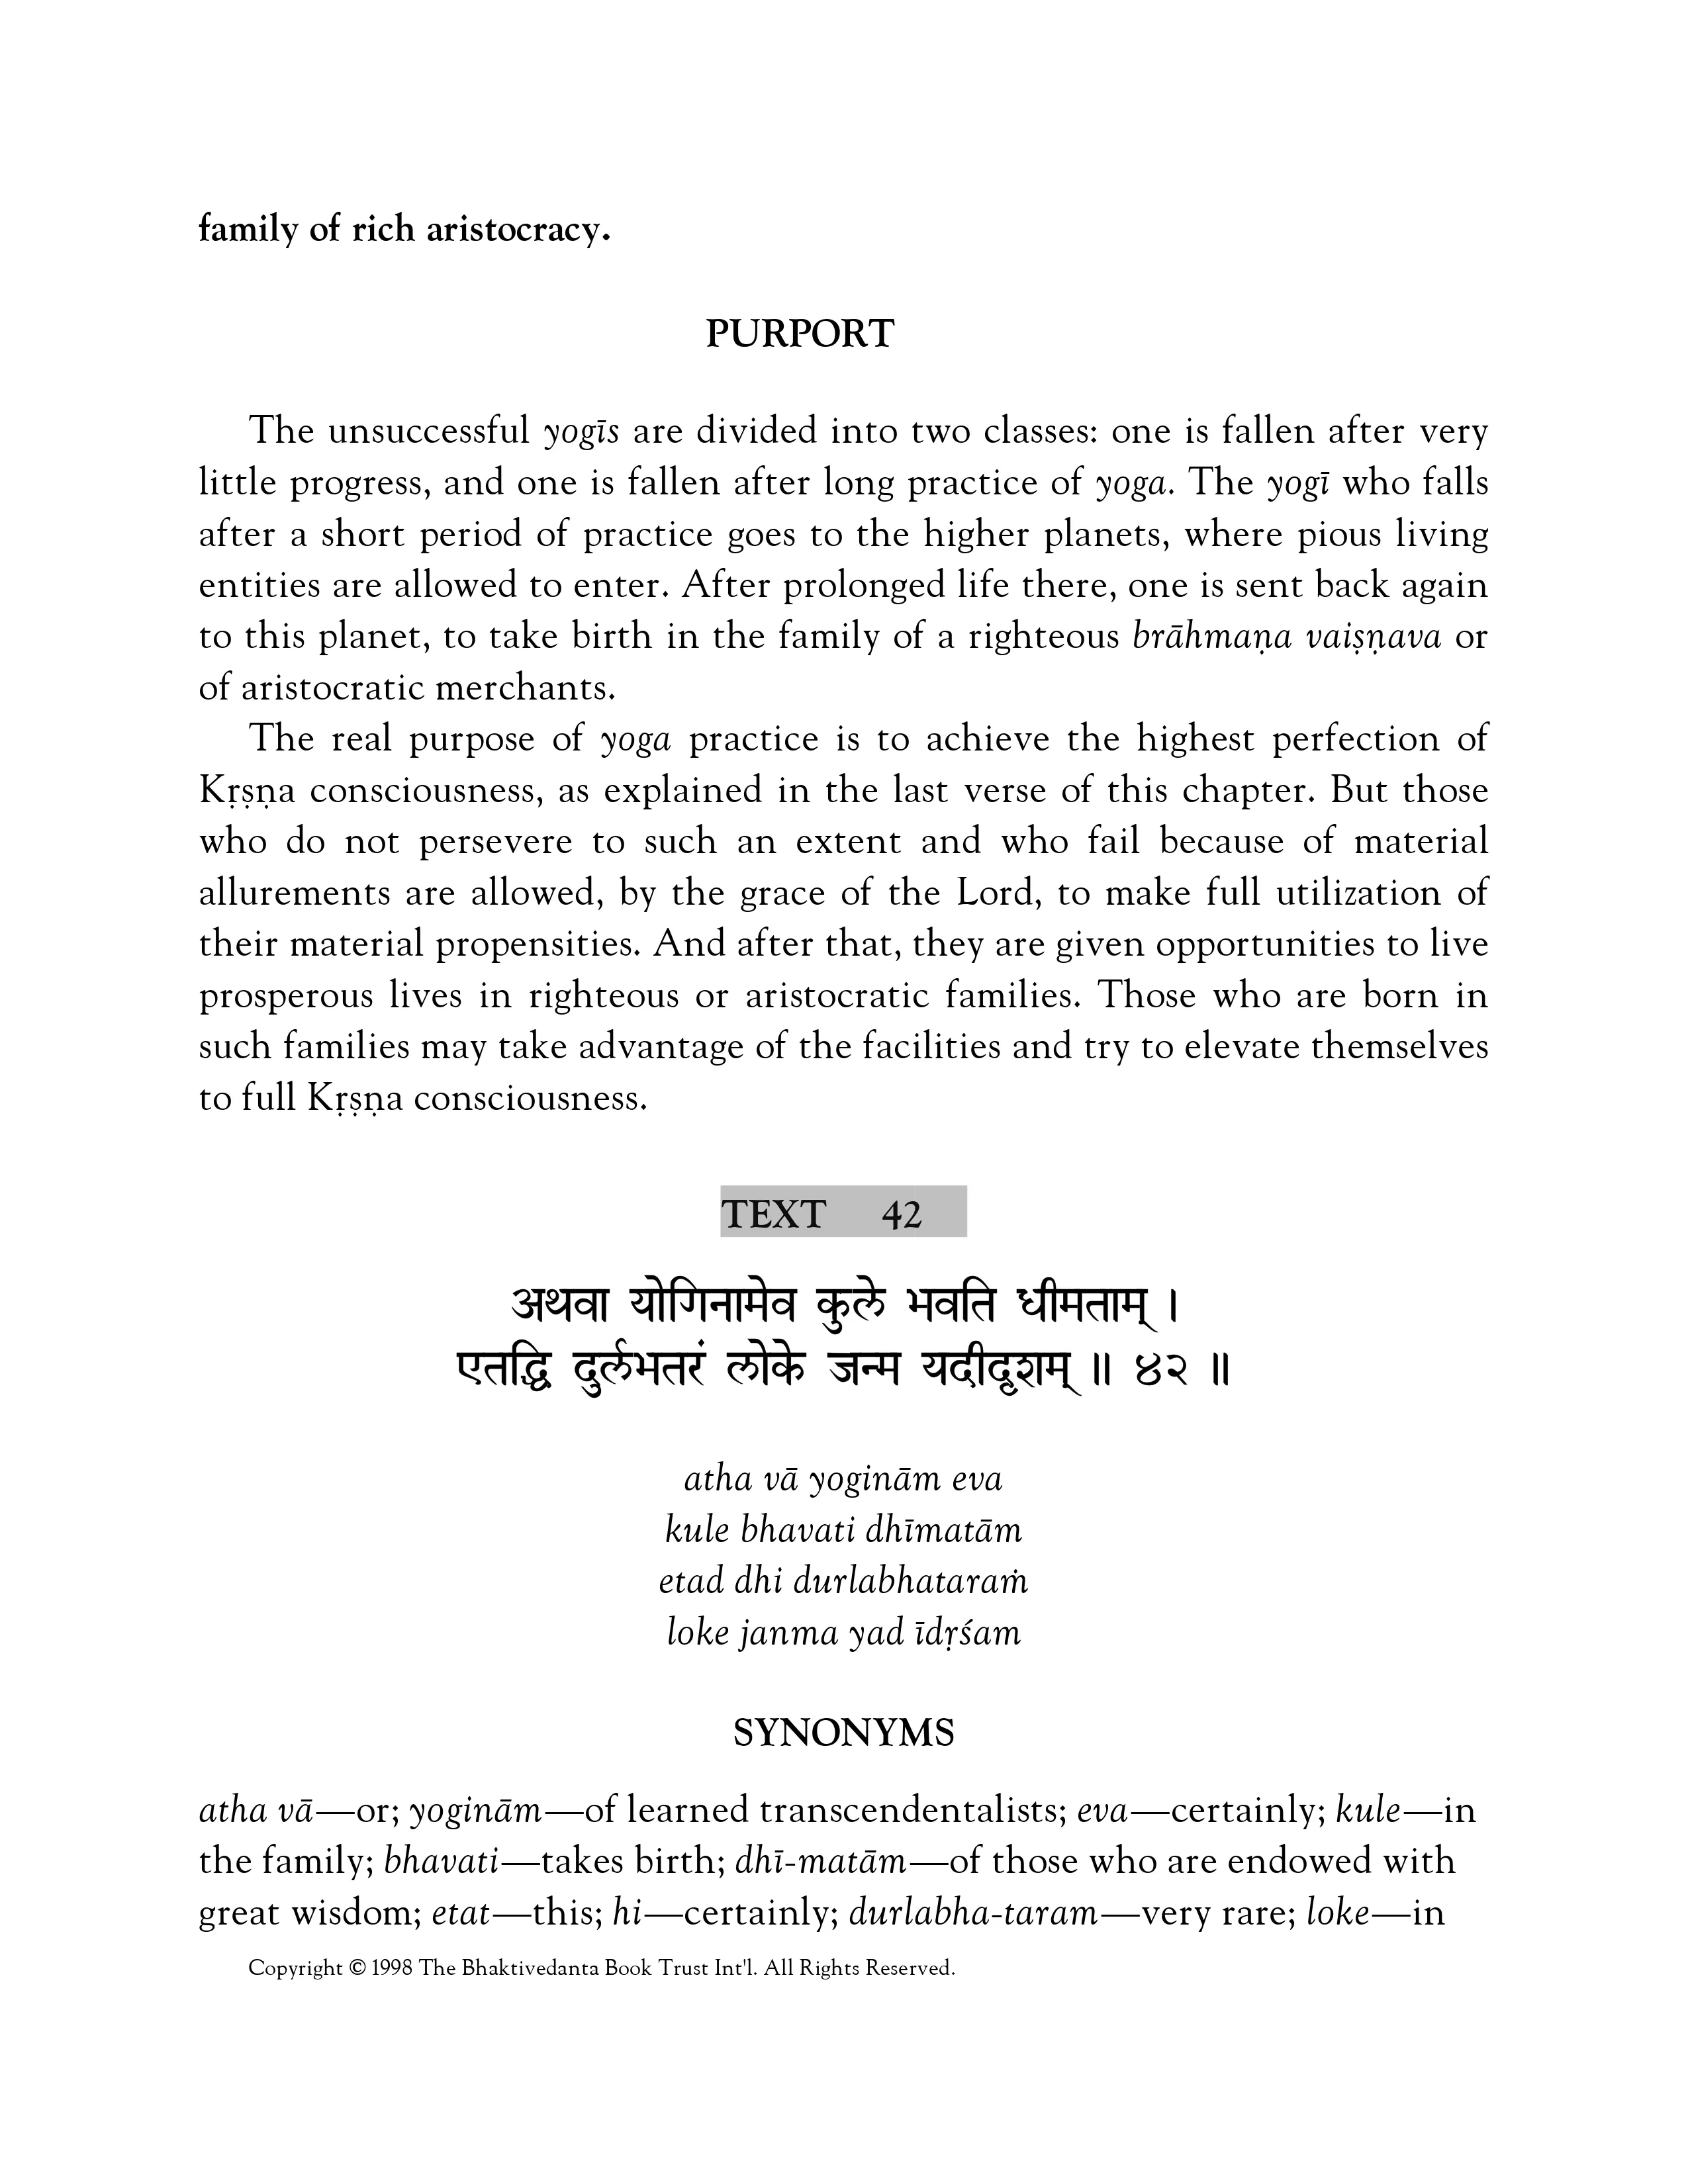 family of rich aristocracy.
PURPORT
The unsuccessful yogīs are divided into two classes: one is fallen after very
little progress, and one is fallen after long practice of yoga. The yogī who falls
after a short period of practice goes to the higher planets, where pious living
entities are allowed to enter. After prolonged life there, one is sent back again
to this planet, to take birth in the family of a righteous brāhmaṇa vaiṣṇava or
of aristocratic merchants.
The real purpose of yoga practice is to achieve the highest perfection of
Kṛṣṇa consciousness, as explained in the last verse of this chapter. But those
who do not persevere to such an extent and who fail because of material
allurements are allowed, by the grace of the Lord, to make full utilization of
their material propensities. And after that, they are given opportunities to live
prosperous lives in righteous or aristocratic families. Those who are born in
such families may take advantage of the facilities and try to elevate themselves
to full Kṛṣṇa consciousness.
TEXT 42
अथवा योगिनामेव कुले भवति धीमताम् ।
एतद्धि दुर्लभतरं लोके जन्म यदीदृशम् ॥ ४२ ॥
atha vā yoginām eva
kule bhavati dhīmatām
etad dhi durlabhataraṁ
loke janma yad īdṛśam
SYNONYMS
atha vā—or; yoginām—of learned transcendentalists; eva—certainly; kule—in
the family; bhavati—takes birth; dhī-matām—of those who are endowed with
great wisdom; etat—this; hi—certainly; durlabha-taram—very rare; loke—in
Copyright © 1998 The Bhaktivedanta Book Trust Int'l. All Rights Reserved.